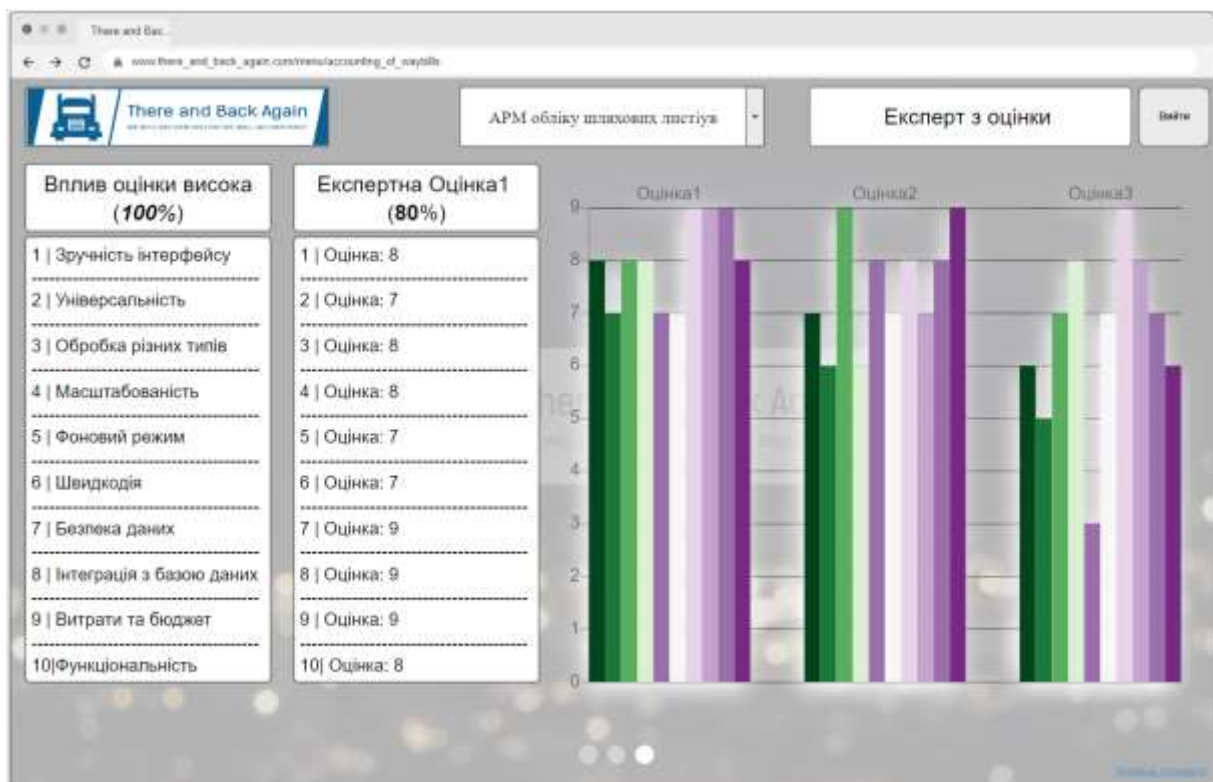 There and Bac...
www.there_and_back_again.com/menu/accounting_of_waybills
There and Back Again
АРМ обліку шляхових листіув
Експерт з оцінки
Вийти
Вплив оцінки висока
(100%)
1 | Зручність інтерфейсу
2 | Універсальність
3 | Обробка різних типів
4 | Масштабованість
5 | Фоновий режим
6 | Швидкодія
7 | Безпека даних
8 | Інтеграція з базою даних
9 | Витрати та бюджет
10|Функціональність
Експертна Оцінка1
(80%)
1 | Оцінка: 8
2 | Оцінка: 7
3 | Оцінка: 8
4 | Оцінка: 8
5 | Оцінка: 7
6 | Оцінка: 7
7 | Оцінка: 9
8 | Оцінка: 9
9 | Оцінка: 9
10| Оцінка: 8
Оцінка1 Оцінка2 Оцінка3
9
8
7
6
5
4
3
2
1
0